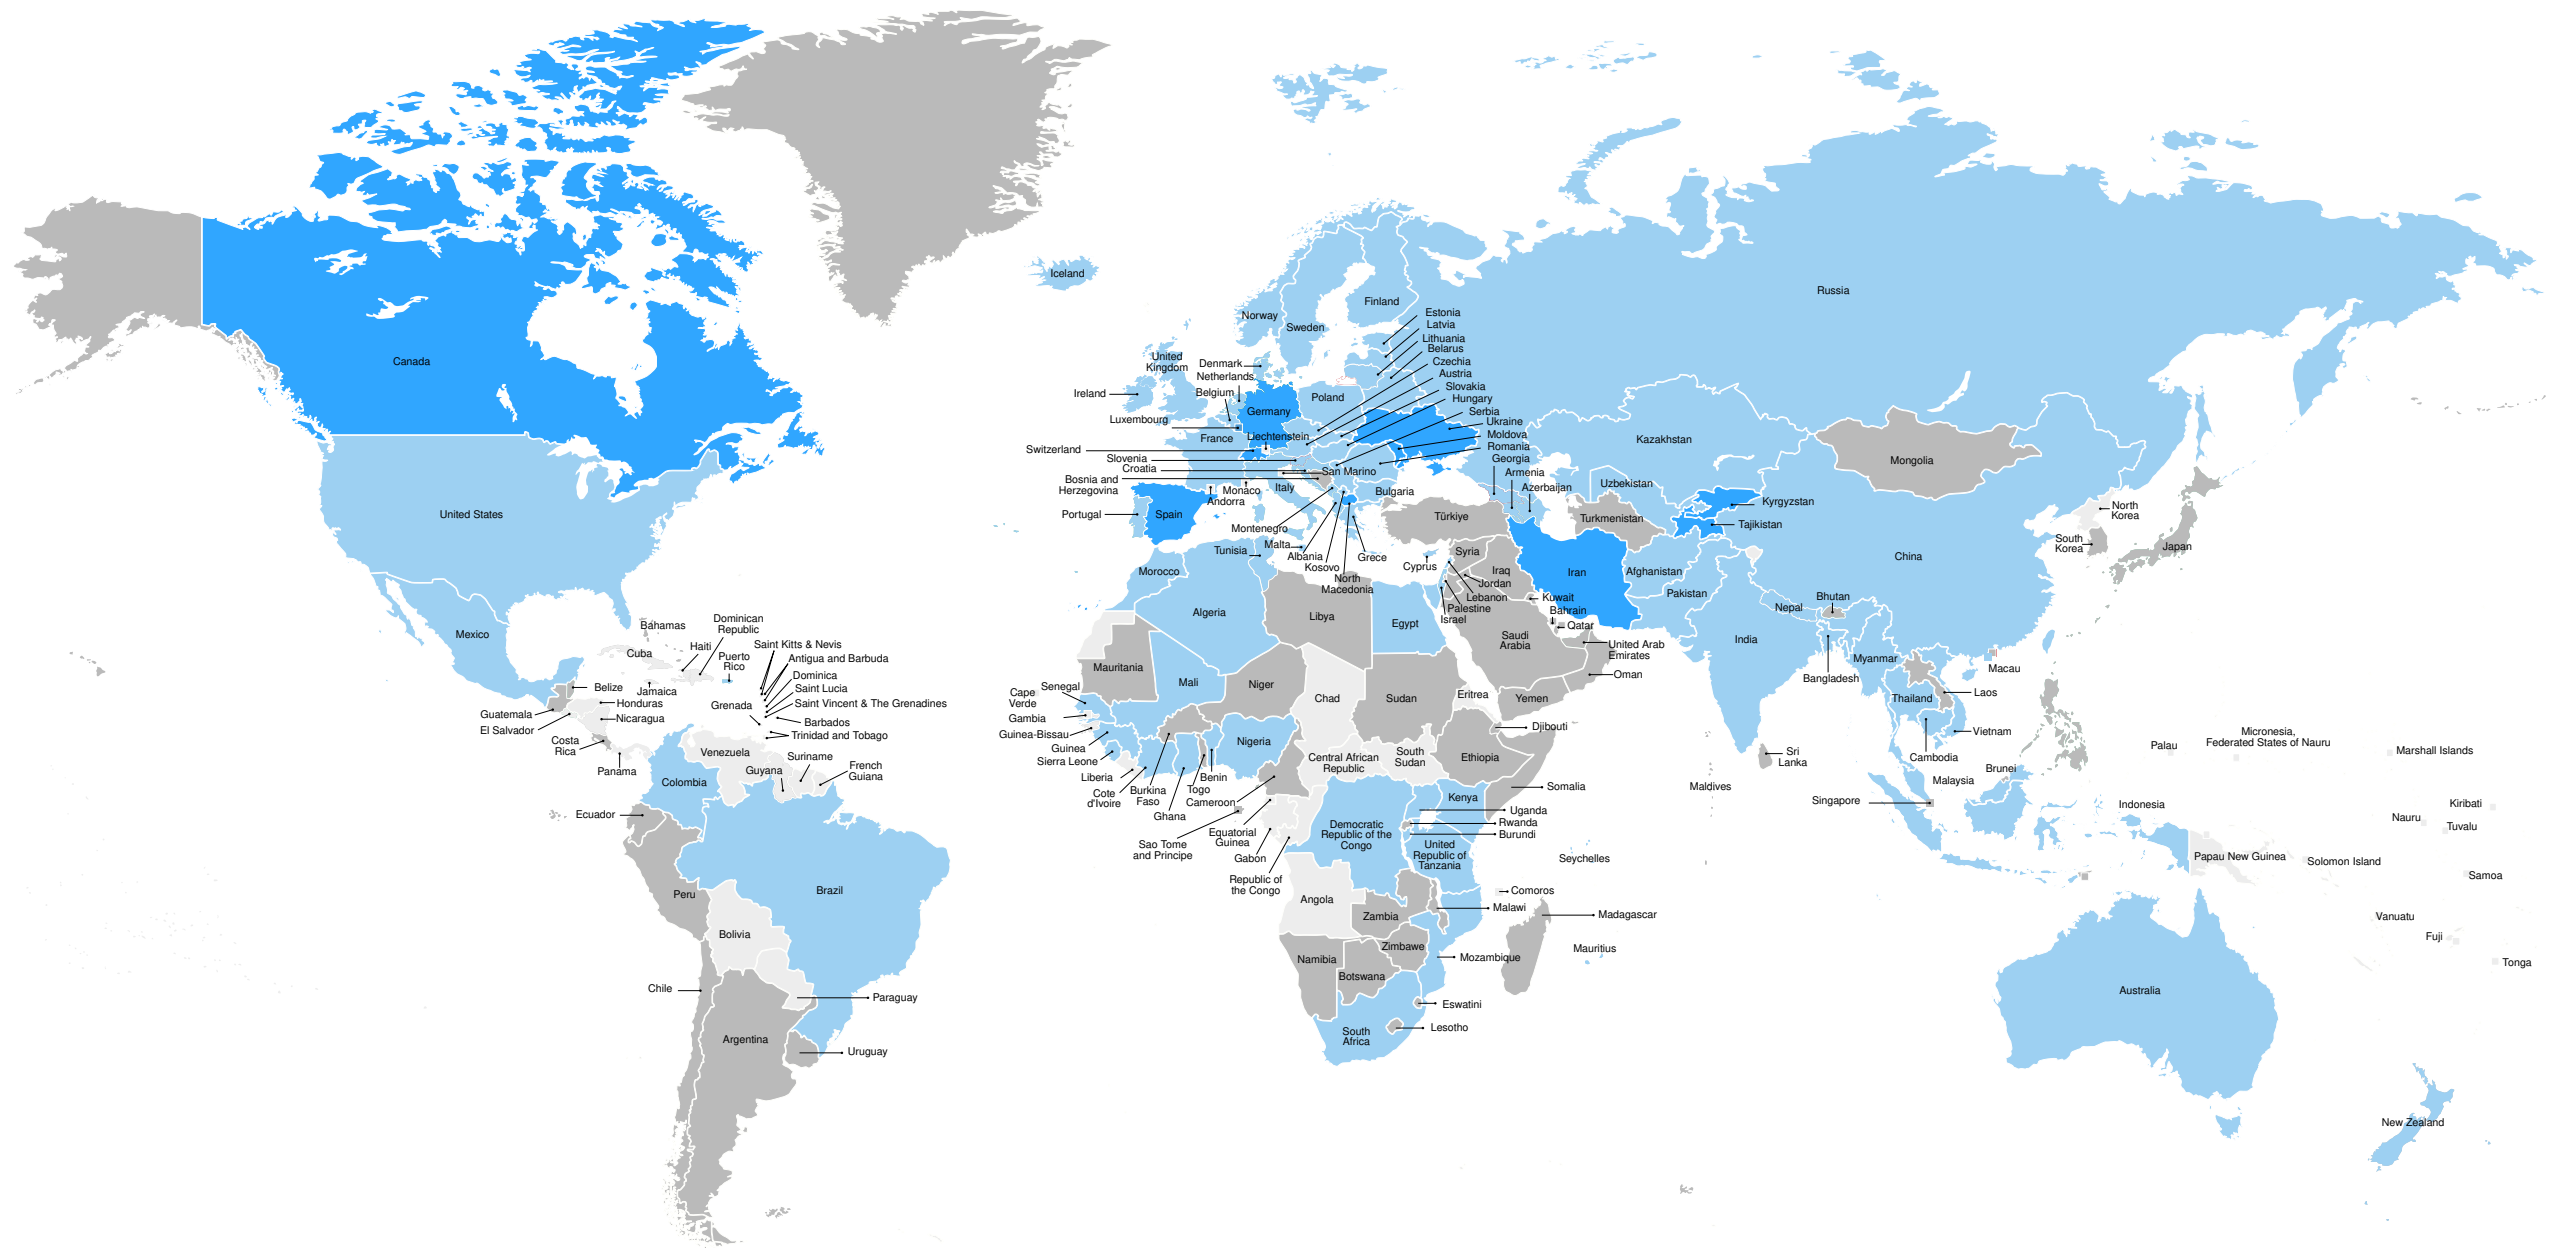 Canada
United States
Mexico
Bahamas
Cuba
Haiti
Dominican
Republic
Puerto
Rico
Jamaica
Saint Kitts & Nevis
Antigua and Barbuda
Dominica
Saint Lucia
Saint Vincent & The Grenadines
Grenada
Barbados
Trinidad and Tobago
Belize
Honduras
Nicaragua
Guatemala
El Salvador
Costa
Rica
Panama
Venezuela
Guyana
Suriname
French
Guiana
Colombia
Ecuador
Peru
Brazil
Bolivia
Paraguay
Chile
Argentina
Uruguay
Iceland
Norway
Sweden
Finland
United
Kingdom
Ireland
Denmark
Netherlands
Belgium
Luxembourg
Germany
Poland
France
Liechtenstein
Switzerland
Slovenia
Croatia
Bosnia and
Herzegovina
Portugal
Spain
Andorra
Monaco
Italy
San Marino
Estonia
Latvia
Lithuania
Belarus
Czechia
Austria
Slovakia
Hungary
Serbia
Ukraine
Moldova
Romania
Georgia
Armenia
Azerbaijan
Bulgaria
Montenegro
Albania
Kosovo
North
Macedonia
Grece
Malta
Cyprus
Türkiye
Syria
Iraq
Jordan
Lebanon
Palestine
Israel
Kuwait
Bahrain
Qatar
Saudi
Arabia
United Arab
Emirates
Oman
Yemen
Iran
Russia
Kazakhstan
Uzbekistan
Turkmenistan
Kyrgyzstan
Tajikistan
Afghanistan
Pakistan
India
Nepal
Bhutan
Bangladesh
Myanmar
Sri
Lanka
Maldives
Mongolia
China
North
Korea
South
Korea
Japan
Macau
Laos
Thailand
Vietnam
Cambodia
Malaysia
Brunei
Singapore
Indonesia
Palau
Micronesia,
Federated States of Nauru
Marshall Islands
Kiribati
Nauru
Tuvalu
Papau New Guinea
Solomon Island
Samoa
Vanuatu
Fuji
Tonga
Australia
New Zealand
Tunisia
Morocco
Algeria
Libya
Egypt
Mauritania
Mali
Niger
Chad
Sudan
Eritrea
Djibouti
Ethiopia
Somalia
Senegal
Cape
Verde
Gambia
Guinea-Bissau
Guinea
Sierra Leone
Liberia
Cote
d'Ivoire
Burkina
Faso
Ghana
Togo
Benin
Nigeria
Cameroon
Central African
Republic
South
Sudan
Sao Tome
and Principe
Equatorial
Guinea
Gabon
Republic of
the Congo
Democratic
Republic of the
Congo
Kenya
Uganda
Rwanda
Burundi
United
Republic of
Tanzania
Seychelles
Comoros
Malawi
Madagascar
Mauritius
Angola
Zambia
Zimbawe
Mozambique
Namibia
Botswana
Eswatini
Lesotho
South
Africa